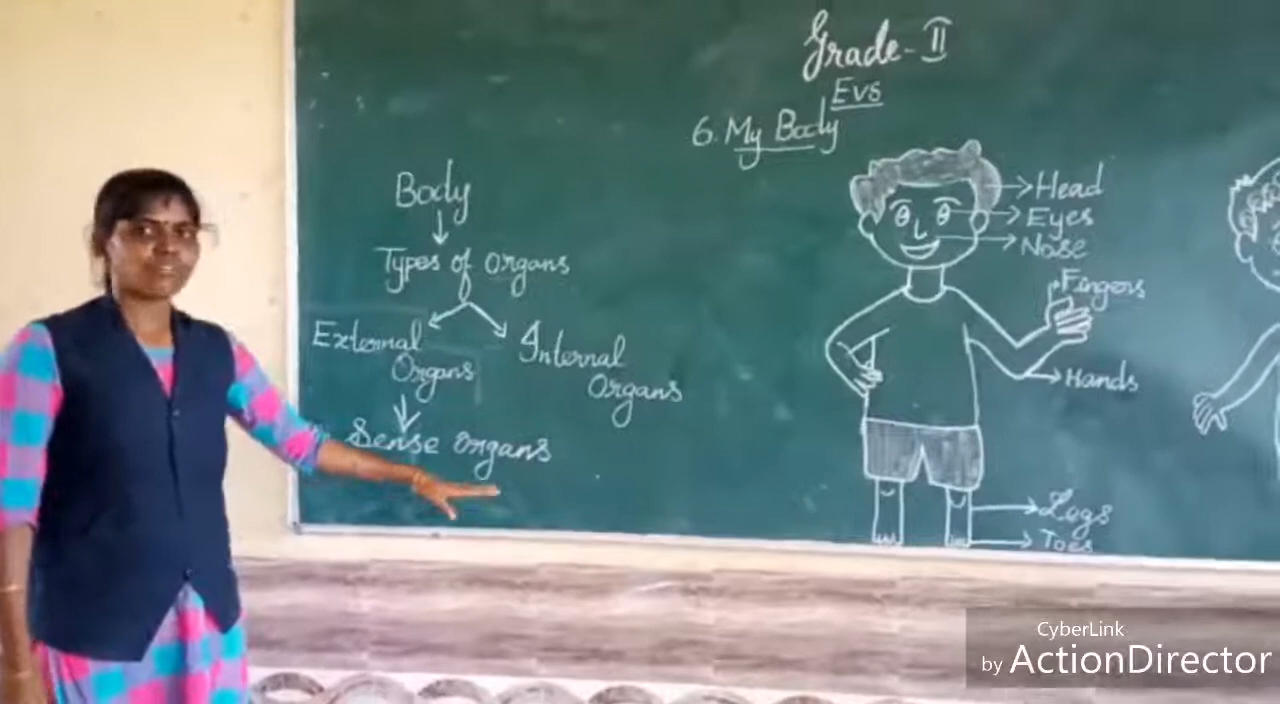 Grade-II
Evs
6. My Body
Body
Types of Organs
External
Organs
Internal
Organs
Sense Organs
Head
Eyes
Nose
Fingers
Hands
Legs
Toes
CyberLink
by ActionDirector